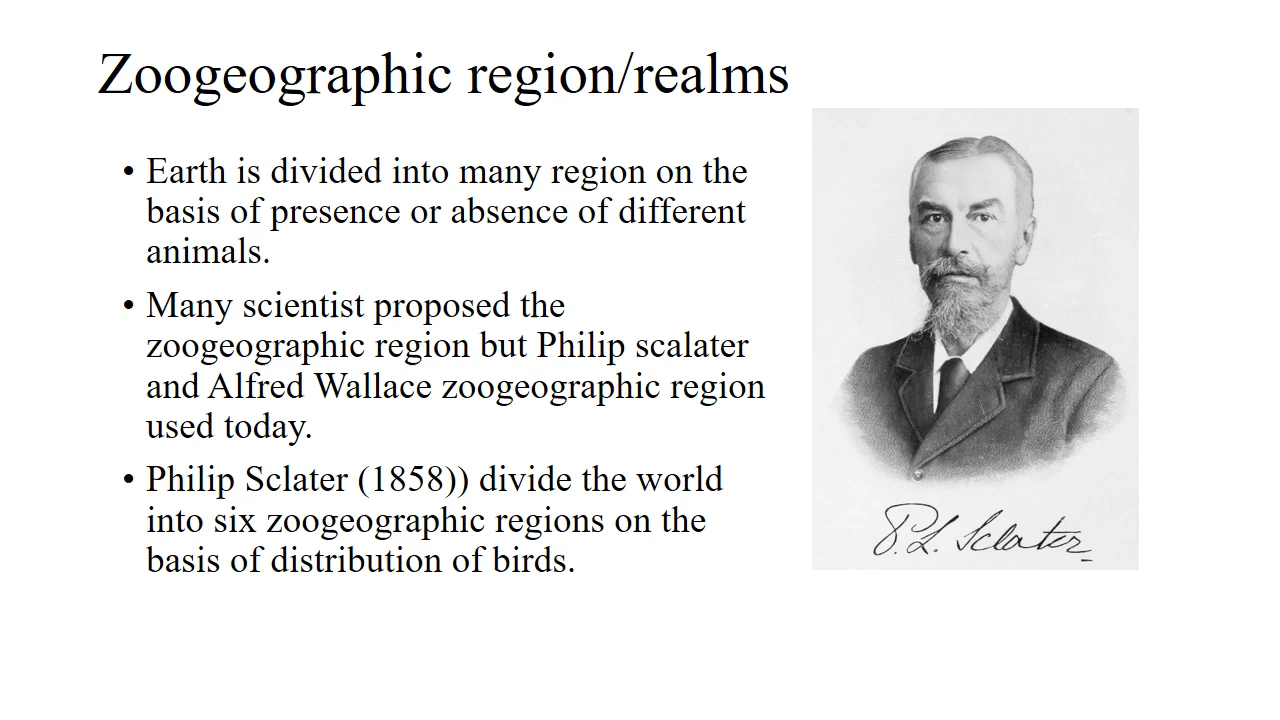 Zoogeographic region/realms
• Earth is divided into many region on the
basis of presence or absence of different
animals.
• Many scientist proposed the
zoogeographic region but Philip scalater
and Alfred Wallace zoogeographic region
used today.
• Philip Sclater (1858)) divide the world
into six zoogeographic regions on the
basis of distribution of birds.
P. L. Sclater